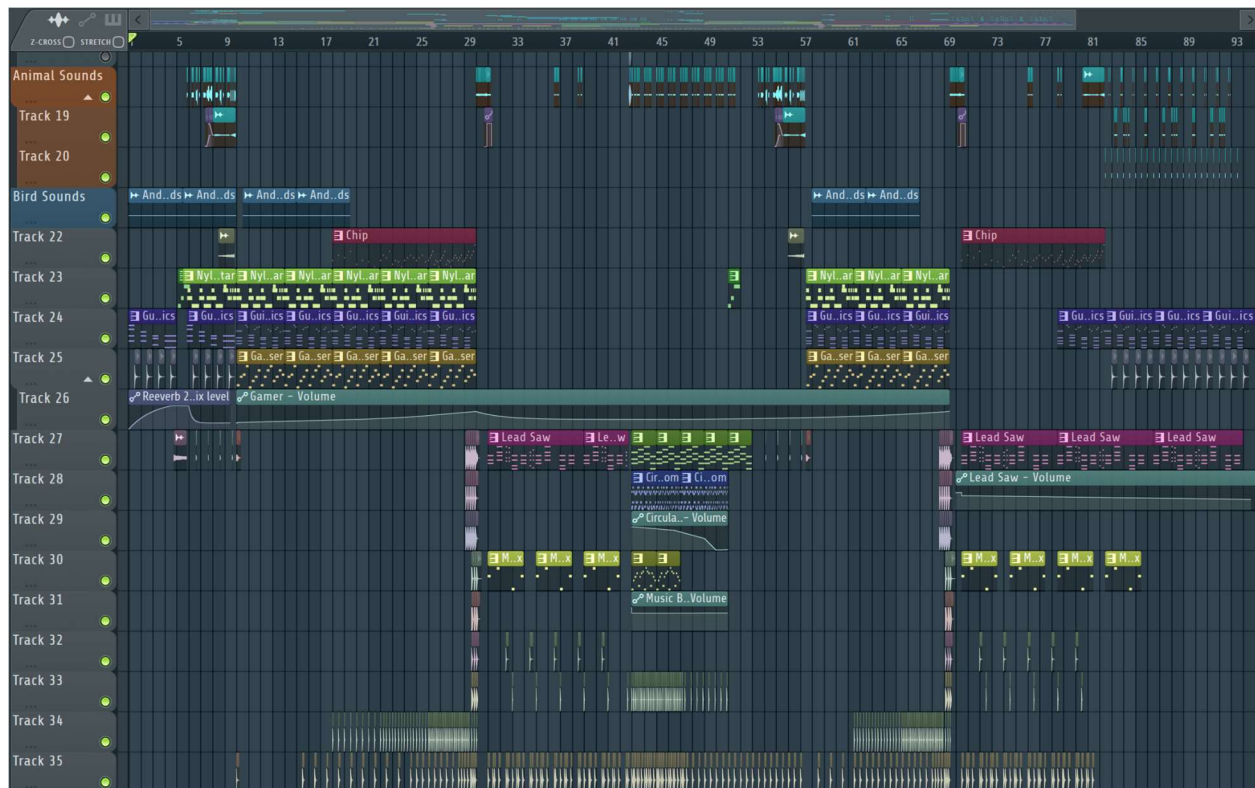 Z-CROSS STRETCH
1 5 9 13 17 21 25 29 33 37 41 45 49 53 57 61 65 69 73 77 81 85 89 93
Animal Sounds
Track 19
Track 20
Bird Sounds And..ds And..ds And..ds And..ds And..ds And..ds
Track 22 Chip Chip
Track 23 Nyl..tar Nyl..ar Nyl..ar Nyl..ar Nyl..ar Nyl..ar Nyl..ar Nyl..ar Nyl..ar
Track 24 Gu..ics Gu..ics Gui..ics Gu..ics Gu..ics Gu..ics Gu..ics Gu..ics Gu..ics Gu..ics Gui..ics Gu..ics Gui..ics
Track 25 Ga..ser Ga..ser Ga..ser Ga..ser Ga..ser Ga..ser Ga..ser Ga..ser
Track 26 Reeverb 2..ix level Gamer - Volume
Track 27 Lead Saw Le..w Lead Saw Lead Saw Lead Saw
Track 28 Cir..om Ci..om Lead Saw - Volume
Track 29 Circula..- Volume
Track 30 M..x M..x M..x M..x M..x M..x M..x
Track 31 Music B..Volume
Track 32
Track 33
Track 34
Track 35